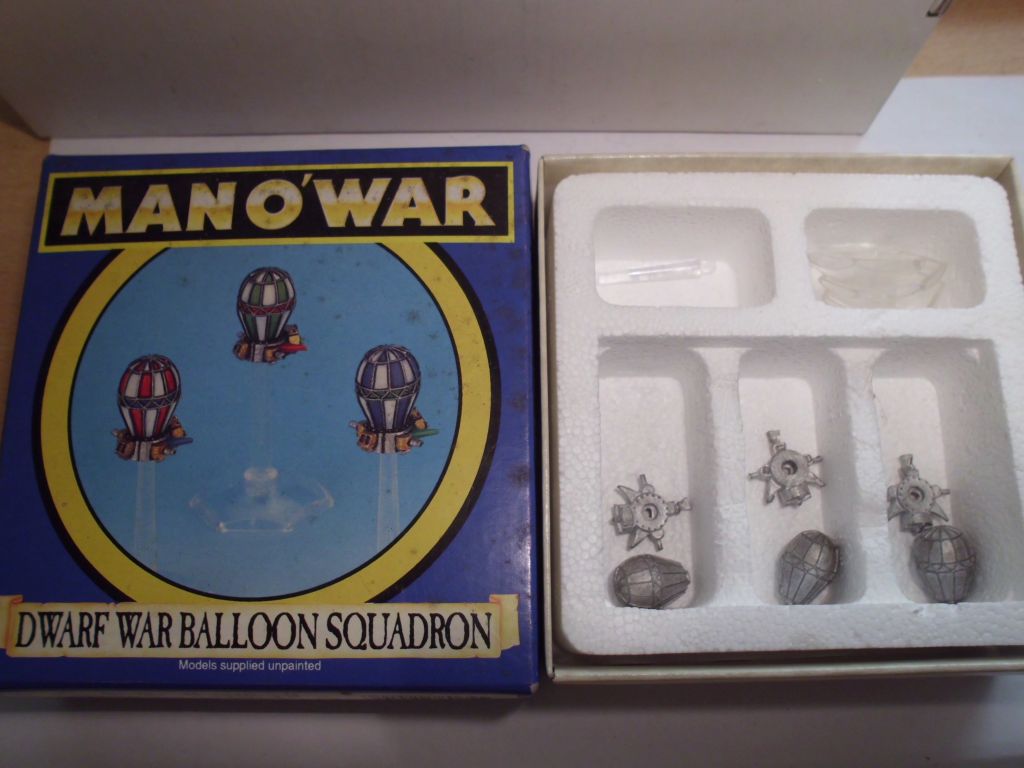 MAN O' WAR
DWARF WAR BALLOON SQUADRON
Models supplied unpainted